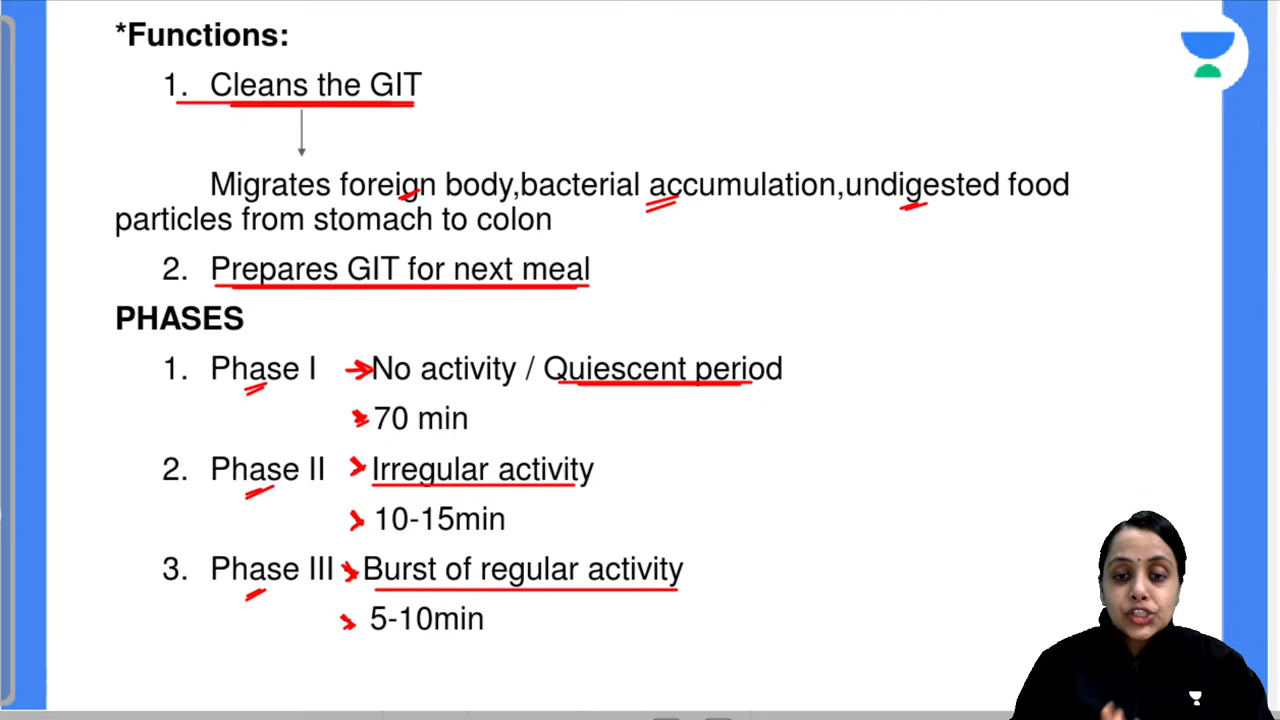 *Functions:
1. Cleans the GIT
Migrates foreign body,bacterial accumulation,undigested food
particles from stomach to colon
2. Prepares GIT for next meal
PHASES
1. Phase I No activity / Quiescent period
70 min
2. Phase II Irregular activity
10-15min
3. Phase III Burst of regular activity
5-10min